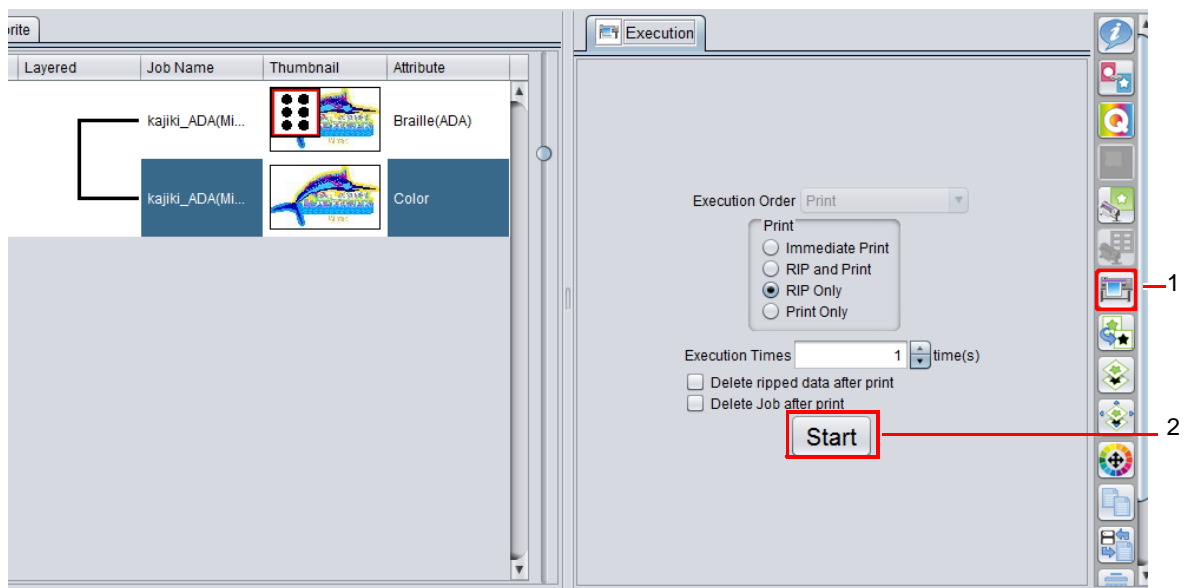 rite
Execution
Layered Job Name Thumbnail Attribute
kajiki_ADA(Mi... Braille(ADA)
kajiki_ADA(Mi... Color
Execution Order Print
Print
Immediate Print
RIP and Print
RIP Only
Print Only
Execution Times 1 time(s)
Delete ripped data after print
Delete Job after print
Start
1
2